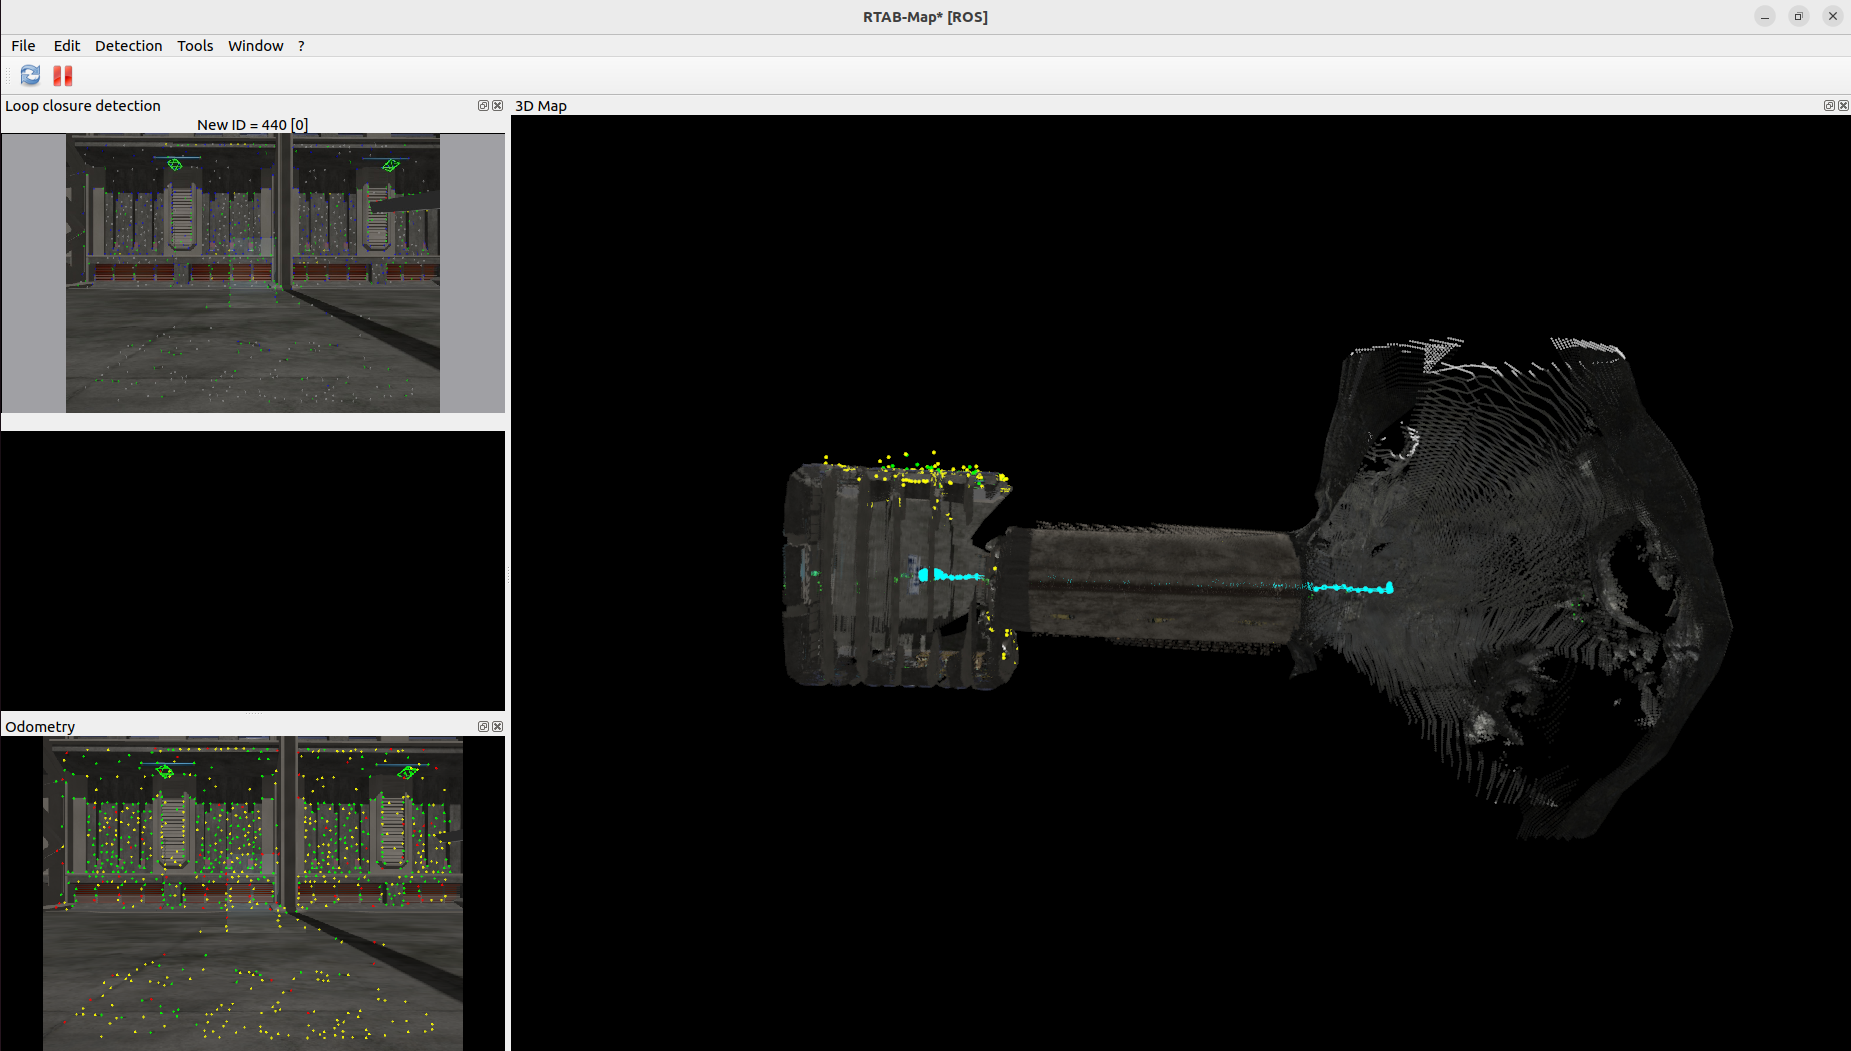 RTAB-Map* [ROS]
File Edit Detection Tools Window ?
Loop closure detection
3D Map
New ID = 440 [0]
Odometry